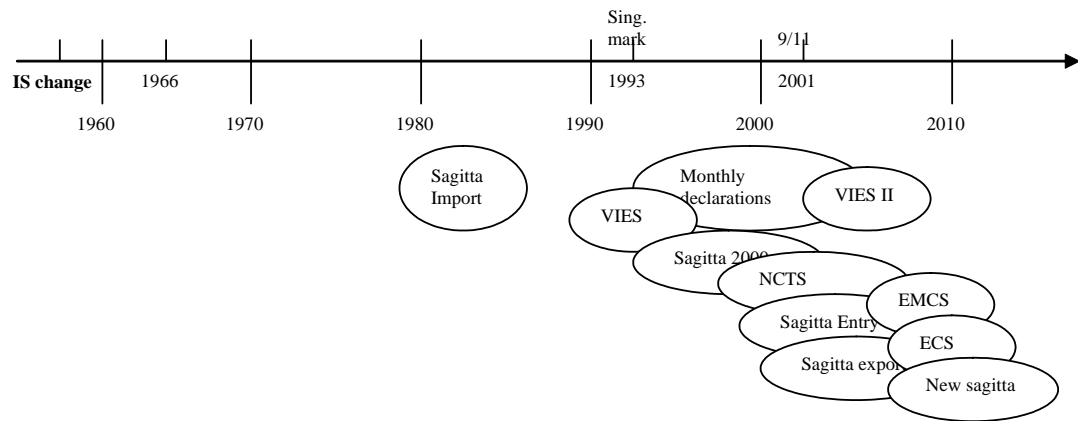 Sing.
mark
9/11
IS change
1966
1993
2001
1960
1970
1980
1990
2000
2010
Sagitta
Import
Monthly
declarations
VIES II
VIES
Sagitta 2000
NCTS
EMCS
Sagitta Entry
ECS
Sagitta export
New sagitta